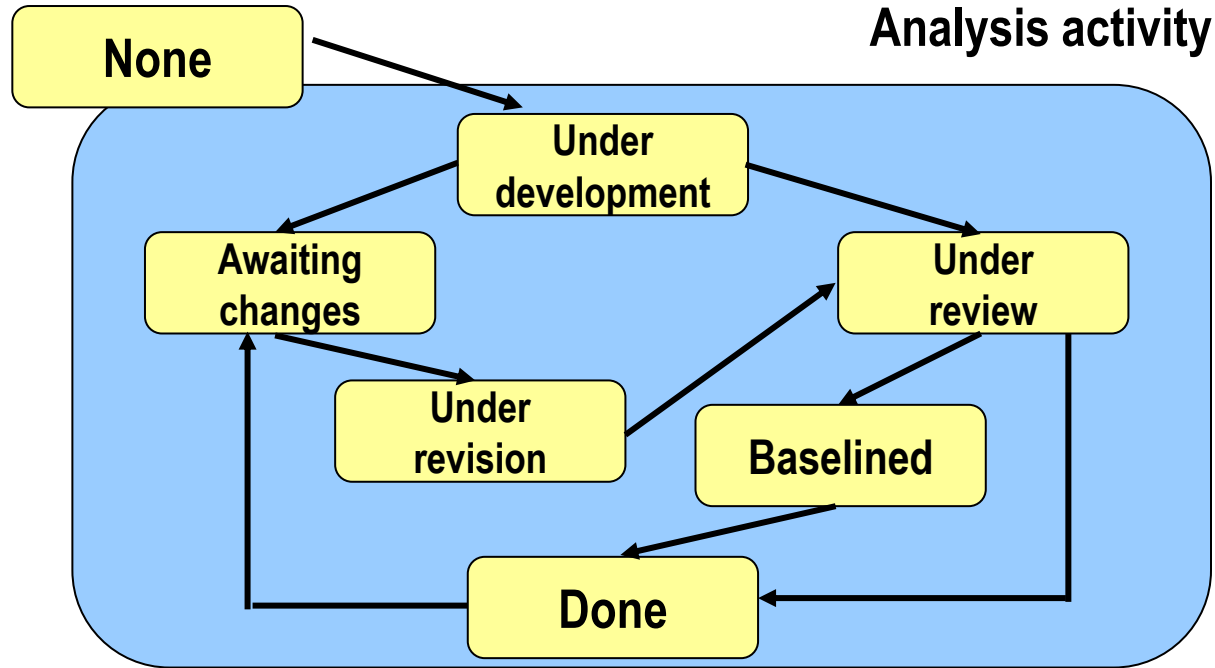 Analysis activity
None
Under
development
Awaiting
changes
Under
review
Under
revision
Baselined
Done